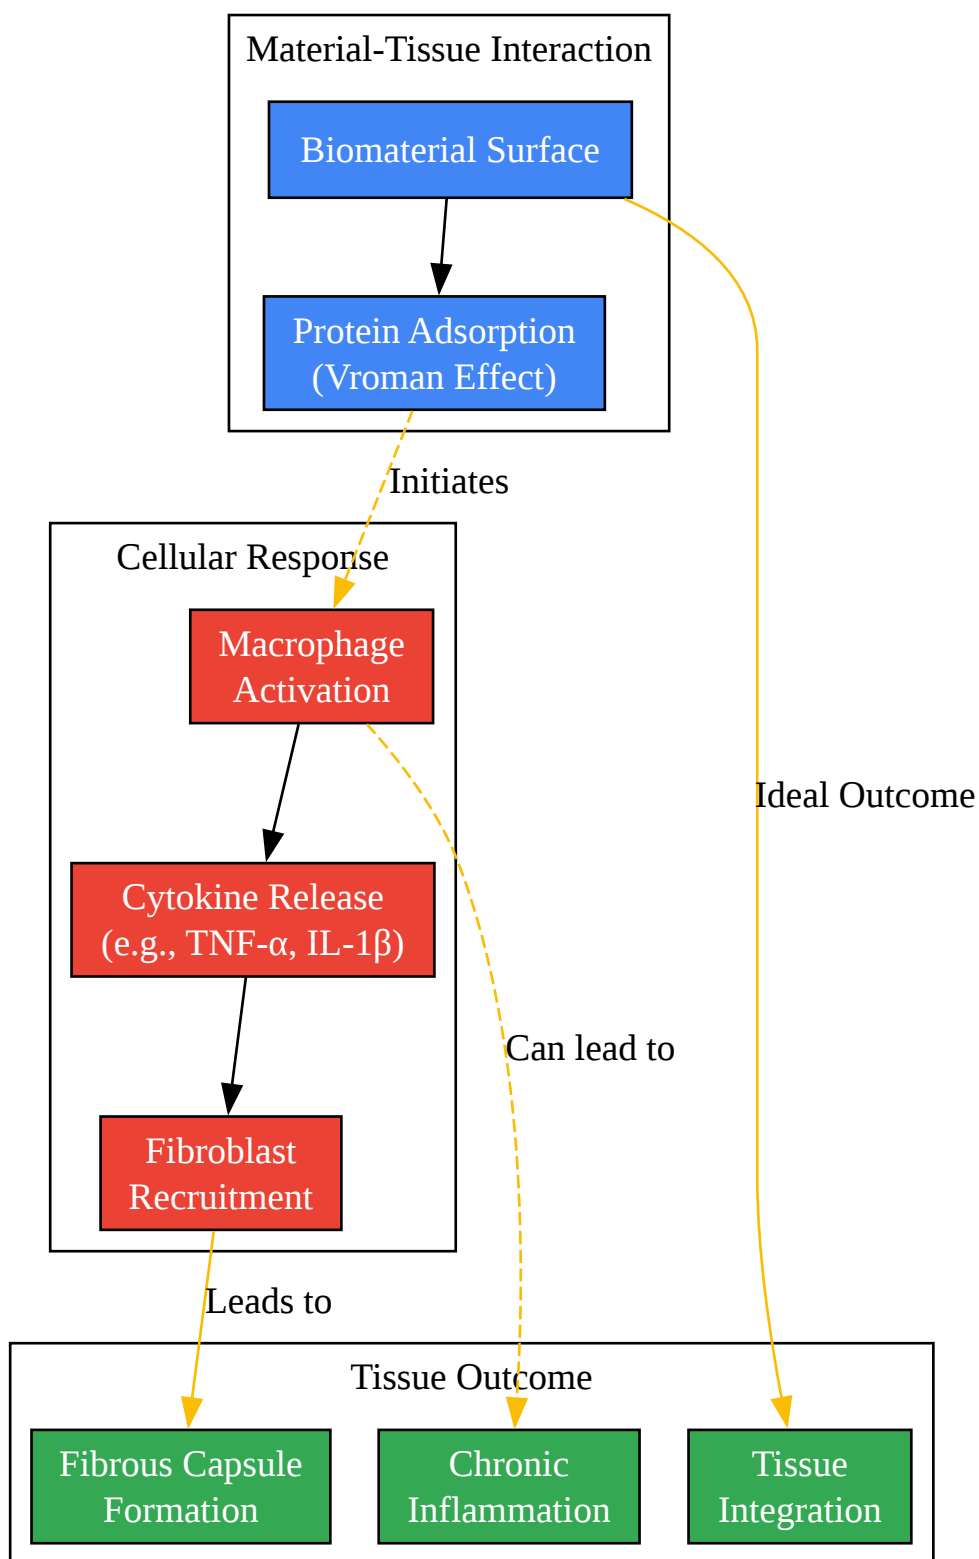 Material-Tissue Interaction
Biomaterial Surface
Protein Adsorption
(Vroman Effect)
Initiates
Cellular Response
Macrophage
Activation
Ideal Outcome
Cytokine Release
(e.g., TNF-α, IL-1β)
Can lead to
Fibroblast
Recruitment
Leads to
Tissue Outcome
Fibrous Capsule
Formation
Chronic
Inflammation
Tissue
Integration